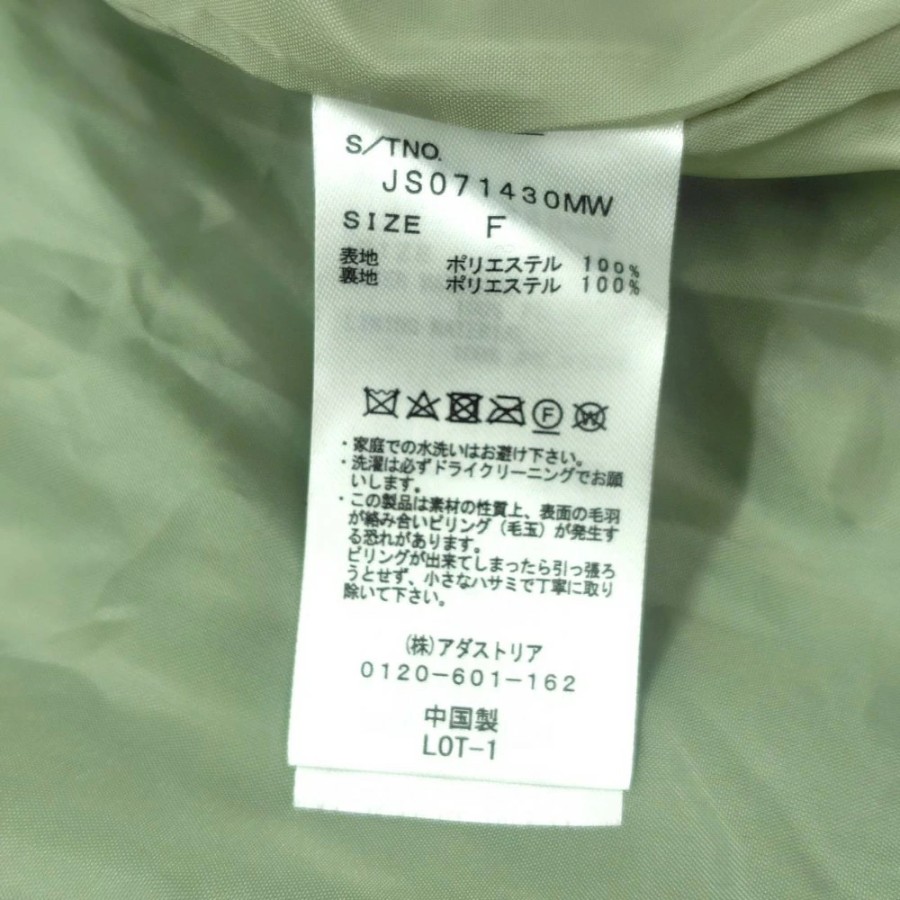 S/TNO.
JS071430MW
SIZE F
表地 ポリエステル 100%
裏地 ポリエステル 100%
F
W
・家庭での水洗いはお避け下さい。
・洗濯は必ずドライクリーニングでお願
いします。
・この製品は素材の性質上、表面の毛羽
が絡み合いピリング（毛玉）が発生す
る恐れがあります。
ピリングが出来てしまったら引っ張ろ
うとせず、小さなハサミで丁寧に取り
除いて下さい。
(株)アダストリア
0120-601-162
中国製
LOT-1